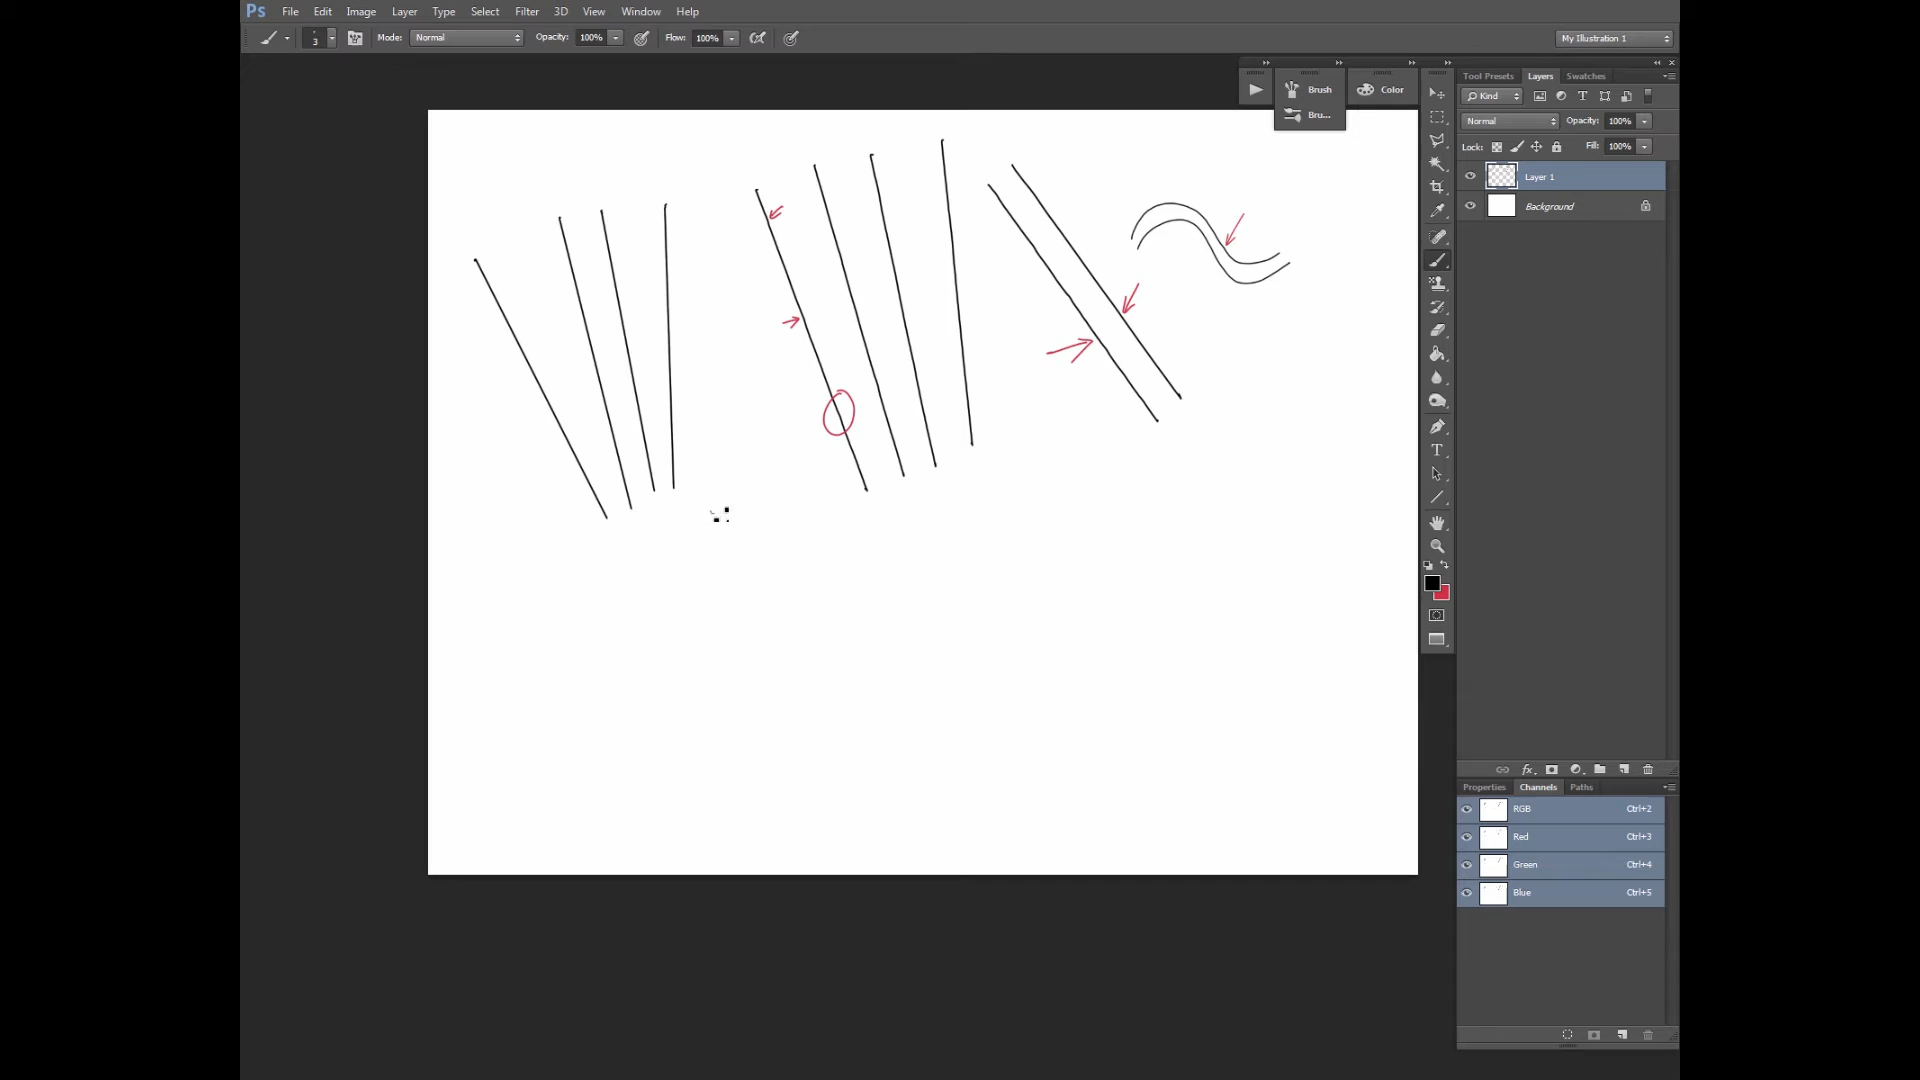 Ps File Edit Image Layer Type Select Filter 3D View Window Help
3 Mode: Normal Opacity: 100% Flow: 100% My Illustration 1
Brush Color
Bru...
Tool Presets Layers Swatches
Kind T
Normal Opacity: 100%
Lock: Fill: 100%
Layer 1
Background
fx
Properties Channels Paths
RGB Ctrl+2
Red Ctrl+3
Green Ctrl+4
Blue Ctrl+5